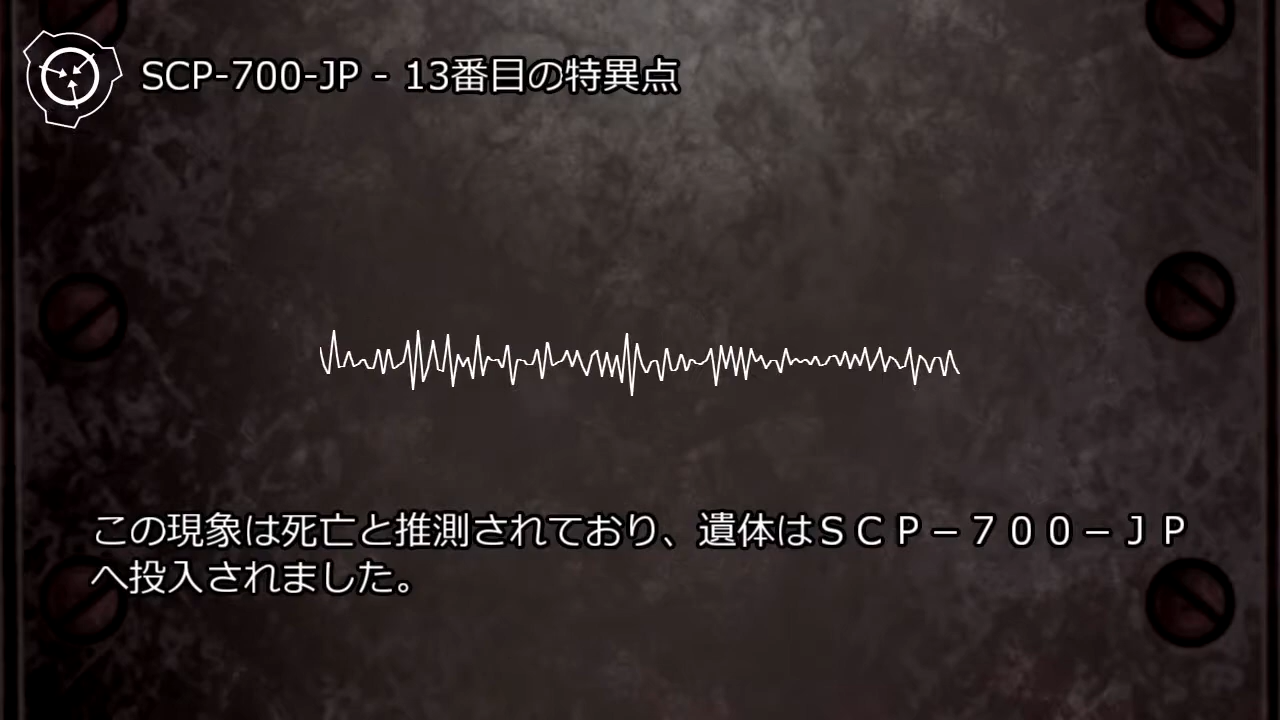 SCP-700-JP - 13番目の特異点
この現象は死亡と推測されており、遺体はＳＣＰ－７００－ＪＰ
へ投入されました。